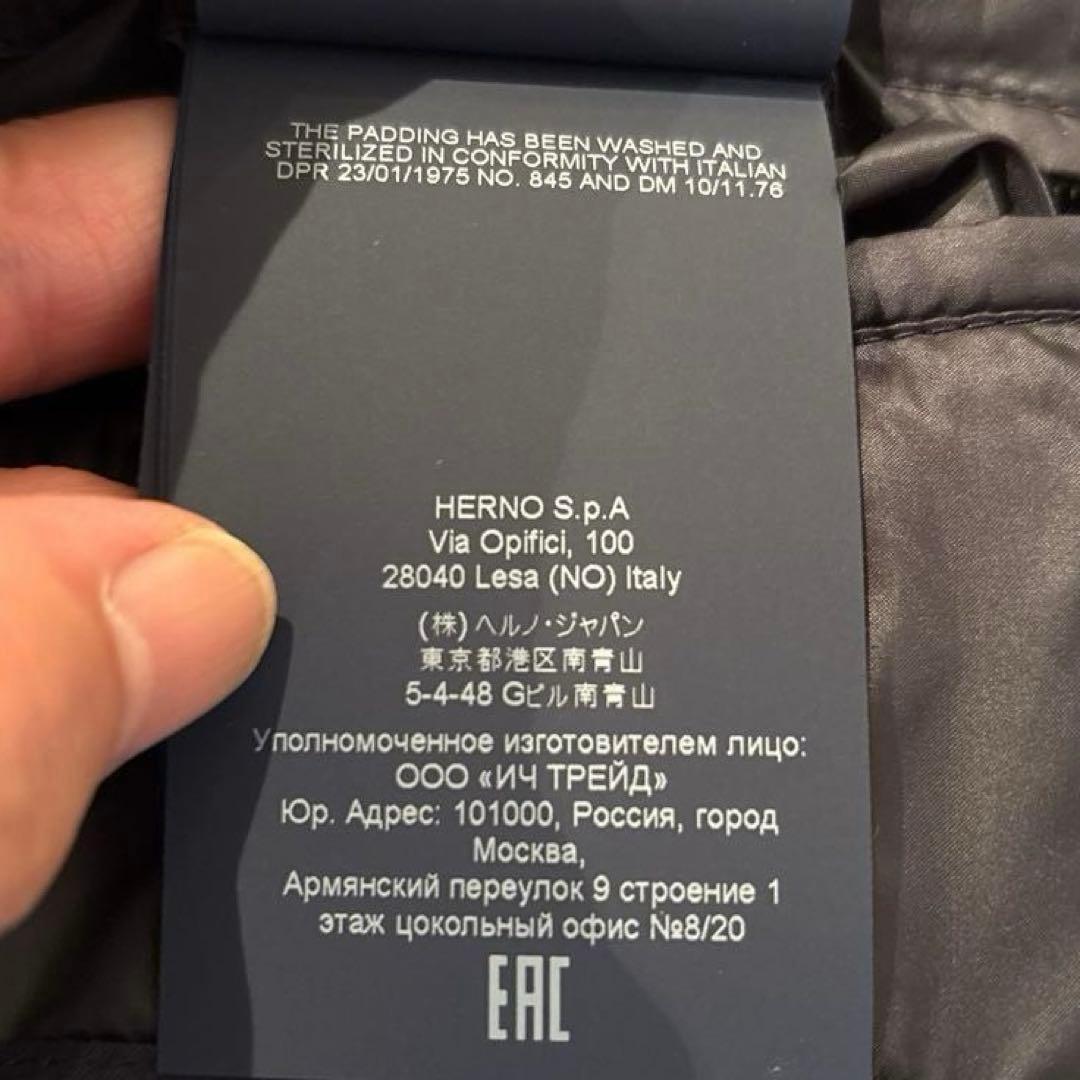 THE PADDING HAS BEEN WASHED AND
STERILIZED IN CONFORMITY WITH ITALIAN
DPR 23/01/1975 NO. 845 AND DM 10/11.76
HERNO S.p.A
Via Opifici, 100
28040 Lesa (NO) Italy
(株)ヘルノ・ジャパン
東京都港区南青山
5-4-48 Gビル南青山
Уполномоченное изготовителем лицо:
ООО «ИЧ ТРЕЙД»
Юр. Адрес: 101000, Россия, город
Москва,
Армянский переулок 9 строение 1
этаж цокольный офис №8/20
EAC